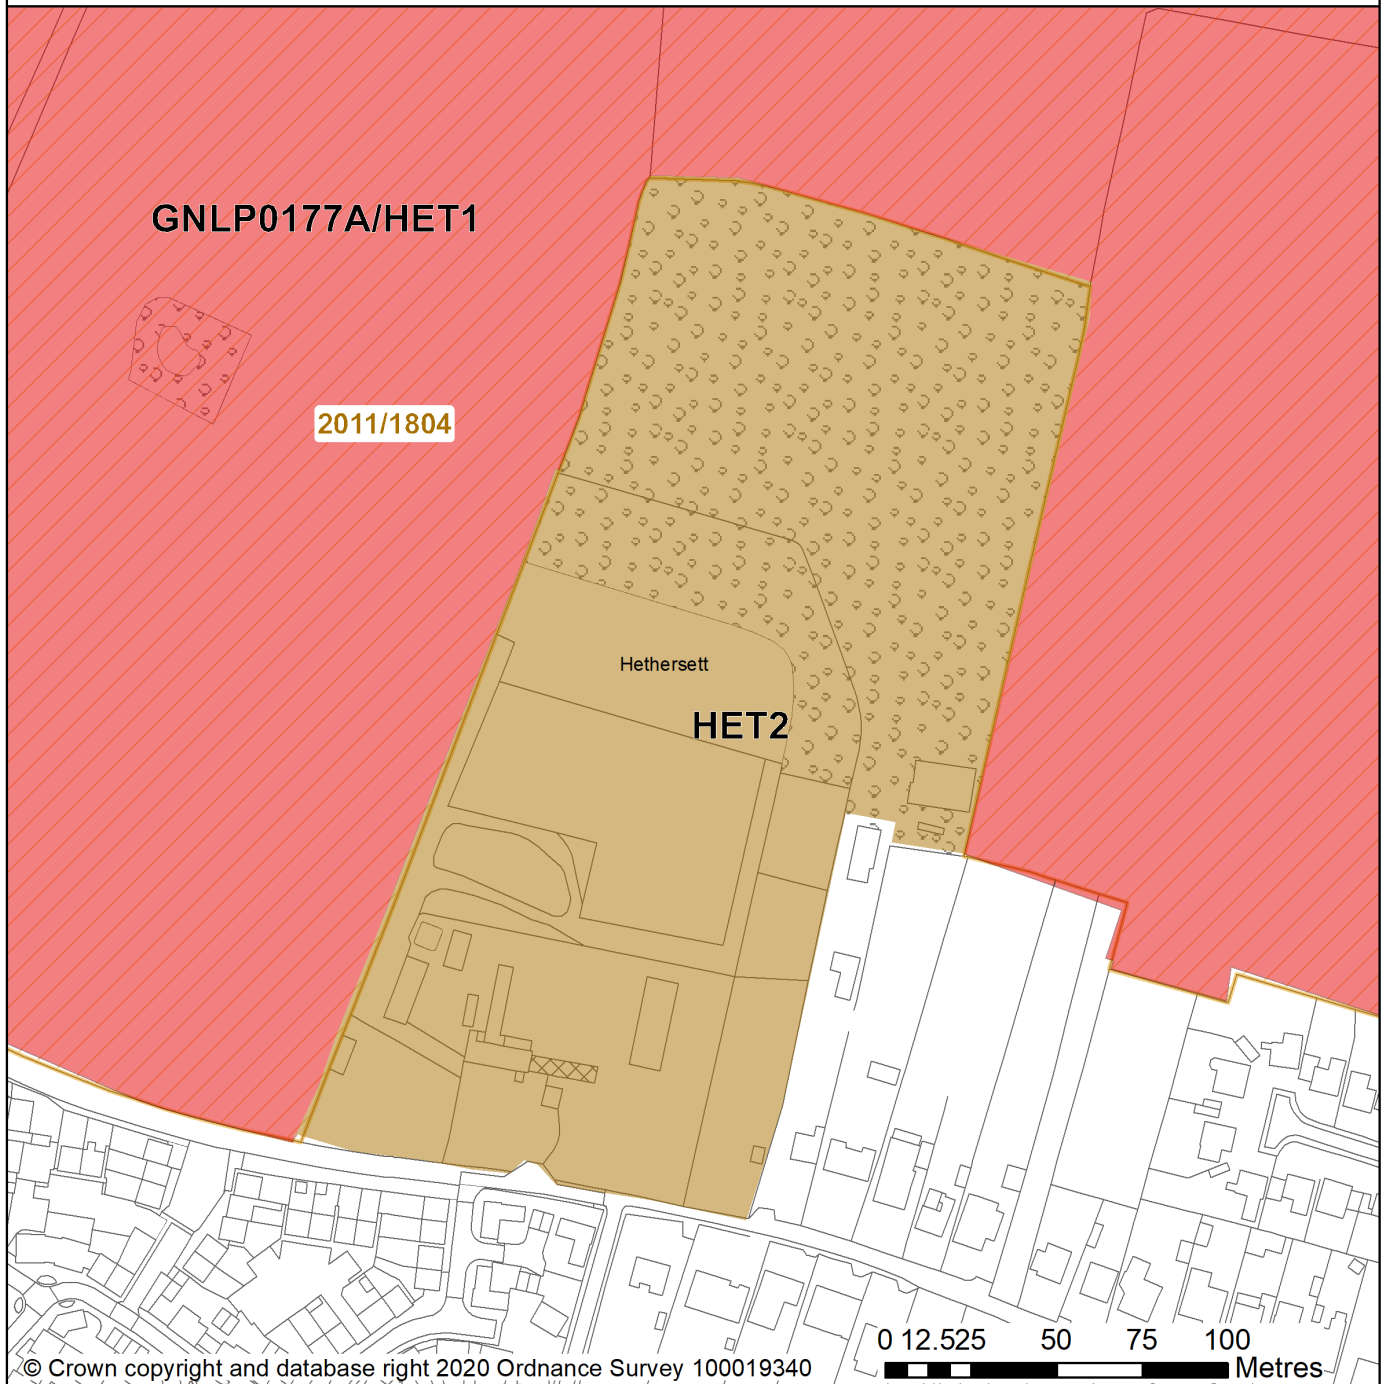 GNLP0177A/HET1
2011/1804
Hethersett
HET2
0 12.525 50 75 100
Metres
© Crown copyright and database right 2020 Ordnance Survey 100019340